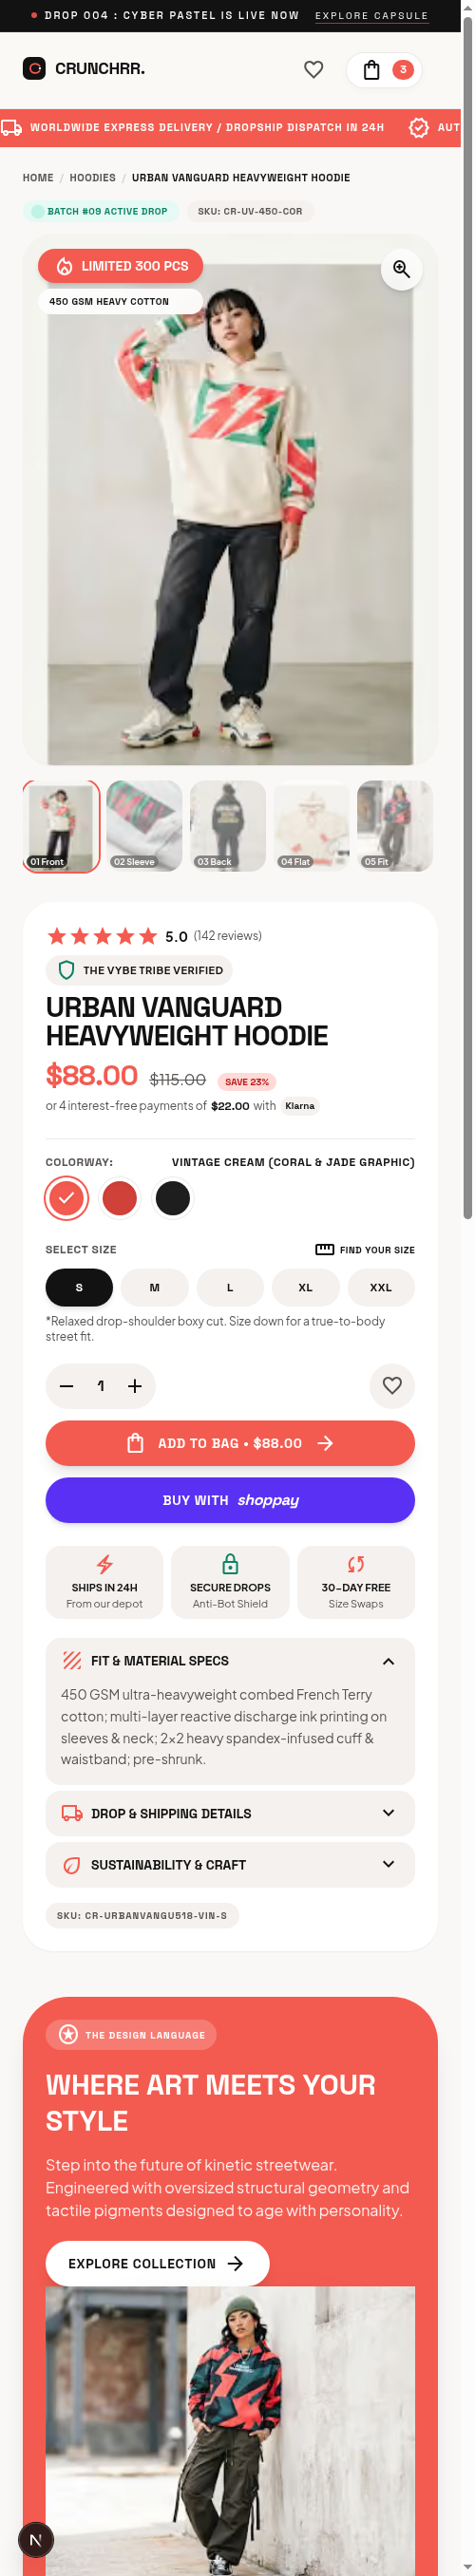 DROP 004 : CYBER PASTEL IS LIVE NOW EXPLORE CAPSULE
CRUNCHRR.
3
WORLDWIDE EXPRESS DELIVERY / DROPSHIP DISPATCH IN 24H AUT
HOME / HOODIES / URBAN VANGUARD HEAVYWEIGHT HOODIE
BATCH #09 ACTIVE DROP SKU: CR-UV-450-COR
LIMITED 300 PCS
450 GSM HEAVY COTTON
01 Front 02 Sleeve 03 Back 04 Flat 05 Fit
5.0 (142 reviews)
THE VYBE TRIBE VERIFIED
URBAN VANGUARD
HEAVYWEIGHT HOODIE
$88.00 $115.00 SAVE 23%
or 4 interest-free payments of $22.00 with Klarna
COLORWAY: VINTAGE CREAM (CORAL & JADE GRAPHIC)
SELECT SIZE FIND YOUR SIZE
S M L XL XXL
*Relaxed drop-shoulder boxy cut. Size down for a true-to-body
street fit.
1
ADD TO BAG • $88.00
BUY WITH shoppay
SHIPS IN 24H SECURE DROPS 30-DAY FREE
From our depot Anti-Bot Shield Size Swaps
FIT & MATERIAL SPECS
450 GSM ultra-heavyweight combed French Terry
cotton; multi-layer reactive discharge ink printing on
sleeves & neck; 2×2 heavy spandex-infused cuff &
waistband; pre-shrunk.
DROP & SHIPPING DETAILS
SUSTAINABILITY & CRAFT
SKU: CR-URBANVANGU518-VIN-S
THE DESIGN LANGUAGE
WHERE ART MEETS YOUR
STYLE
Step into the future of kinetic streetwear.
Engineered with oversized structural geometry and
tactile pigments designed to age with personality.
EXPLORE COLLECTION
N